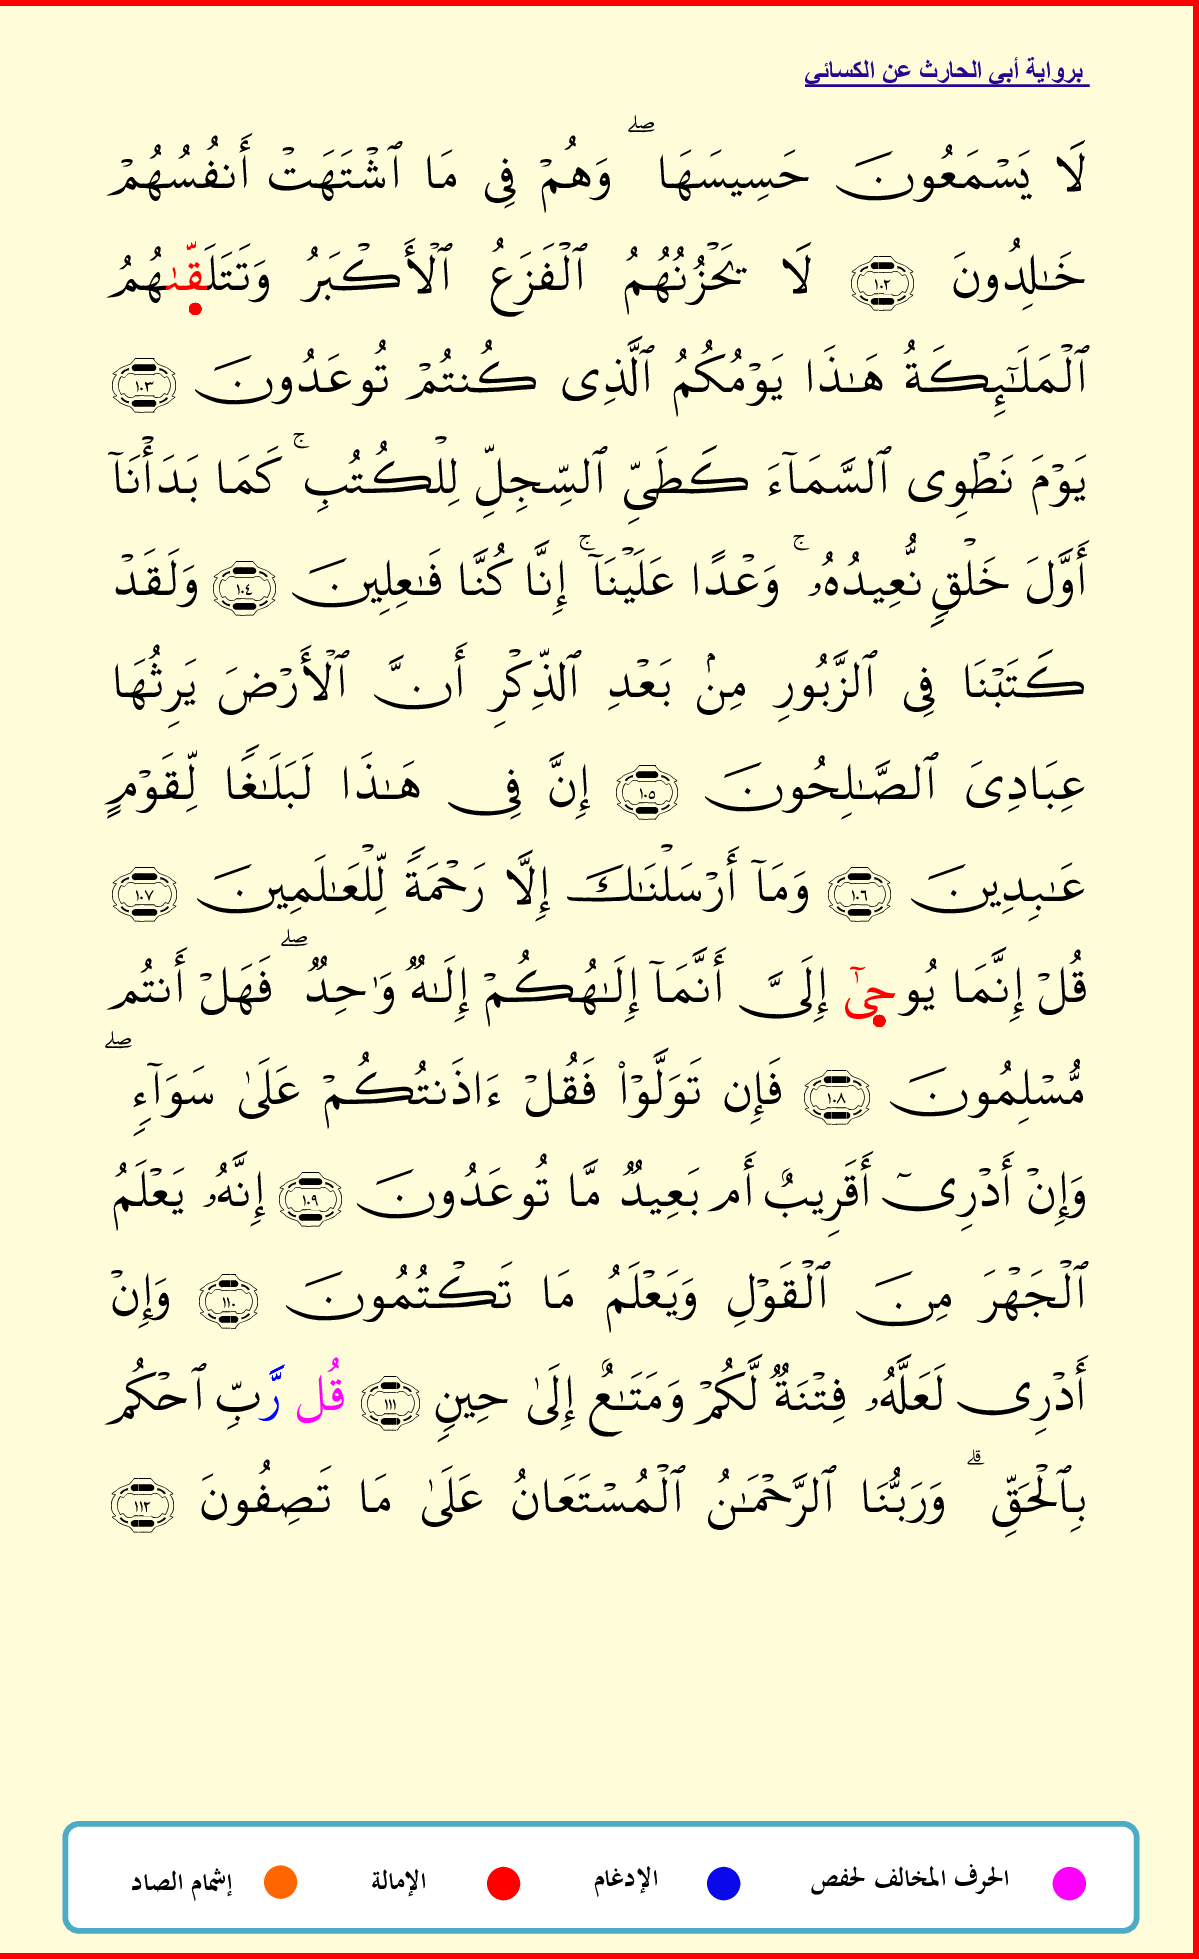 برواية أبي الحارث عن الكسائي
لَا يَسْمَعُونَ حَسِيسَهَا ۖ وَهُمْ فِي مَا ٱشْتَهَتْ أَنفُسُهُمْ
خَـٰلِدُونَ ١٠٢ لَا يَحْزُنُهُمُ ٱلْفَزَعُ ٱلْأَكْبَرُ وَتَتَلَقَّىٰهُمُ
ٱلْمَلَـٰٓئِكَةُ هَـٰذَا يَوْمُكُمُ ٱلَّذِى كُنتُمْ تُوعَدُونَ ١٠٣
يَوْمَ نَطْوِى ٱلسَّمَآءَ كَطَىِّ ٱلسِّجِلِّ لِلْكُتُبِ ۚ كَمَا بَدَأْنَآ
أَوَّلَ خَلْقٍ نُّعِيدُهُۥ ۚ وَعْدًا عَلَيْنَآ ۚ إِنَّا كُنَّا فَـٰعِلِينَ ١٠٤ وَلَقَدْ
كَتَبْنَا فِى ٱلزَّبُورِ مِنۢ بَعْدِ ٱلذِّكْرِ أَنَّ ٱلْأَرْضَ يَرِثُهَا
عِبَادِىَ ٱلصَّـٰلِحُونَ ١٠٥ إِنَّ فِى هَـٰذَا لَبَلَـٰغًا لِّقَوْمٍ
عَـٰبِدِينَ ١٠٦ وَمَآ أَرْسَلْنَـٰكَ إِلَّا رَحْمَةً لِّلْعَـٰلَمِينَ ١٠٧
قُلْ إِنَّمَا يُوحِىٰٓ إِلَىَّ أَنَّمَآ إِلَـٰهُكُمْ إِلَـٰهٌ وَٰحِدٌ ۖ فَهَلْ أَنتُم
مُّسْلِمُونَ ١٠٨ فَإِن تَوَلَّوْا۟ فَقُلْ ءَاذَنتُكُمْ عَلَىٰ سَوَآءٍ ۖ
وَإِنْ أَدْرِىٓ أَقَرِيبٌ أَم بَعِيدٌ مَّا تُوعَدُونَ ١٠٩ إِنَّهُۥ يَعْلَمُ
ٱلْجَهْرَ مِنَ ٱلْقَوْلِ وَيَعْلَمُ مَا تَكْتُمُونَ ١١٠ وَإِنْ
أَدْرِى لَعَلَّهُۥ فِتْنَةٌ لَّكُمْ وَمَتَـٰعٌ إِلَىٰ حِينٍ ١١١ قُل رَّبِّ ٱحْكُم
بِٱلْحَقِّ ۗ وَرَبُّنَا ٱلرَّحْمَـٰنُ ٱلْمُسْتَعَانُ عَلَىٰ مَا تَصِفُونَ ١١٢
الحرف المخالف لحفص الإدغام الإمالة إشمام الصاد